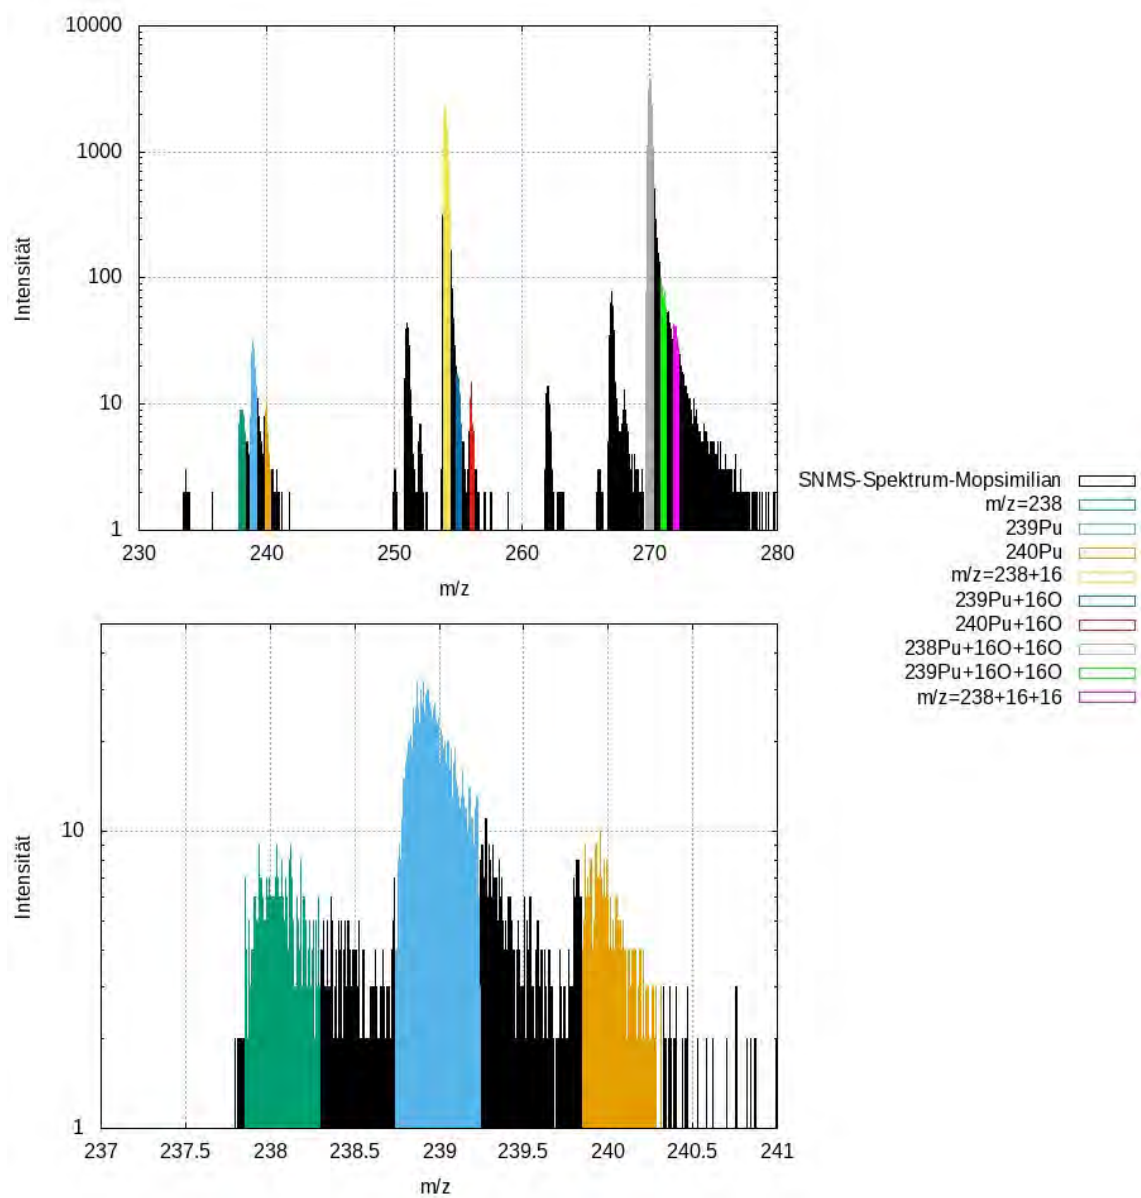 10000
1000
100
10
1
Intensität
230 240 250 260 270 280
m/z
SNMS-Spektrum-Mopsimilian
m/z=238
239Pu
240Pu
m/z=238+16
239Pu+16O
240Pu+16O
238Pu+16O+16O
239Pu+16O+16O
m/z=238+16+16
10
1
Intensität
237 237.5 238 238.5 239 239.5 240 240.5 241
m/z